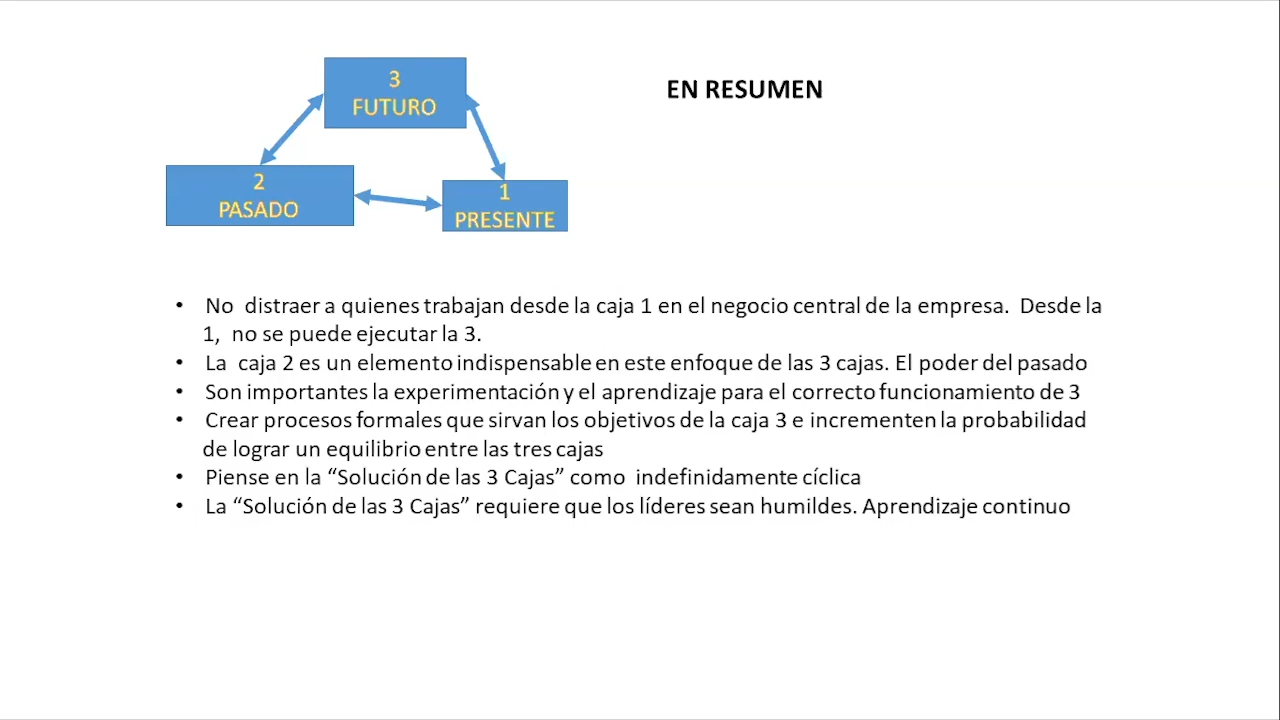 3
FUTURO
EN RESUMEN
2
PASADO
1
PRESENTE
• No distraer a quienes trabajan desde la caja 1 en el negocio central de la empresa. Desde la
1, no se puede ejecutar la 3.
• La caja 2 es un elemento indispensable en este enfoque de las 3 cajas. El poder del pasado
• Son importantes la experimentación y el aprendizaje para el correcto funcionamiento de 3
• Crear procesos formales que sirvan los objetivos de la caja 3 e incrementen la probabilidad
de lograr un equilibrio entre las tres cajas
• Piense en la “Solución de las 3 Cajas” como indefinidamente cíclica
• La “Solución de las 3 Cajas” requiere que los líderes sean humildes. Aprendizaje continuo